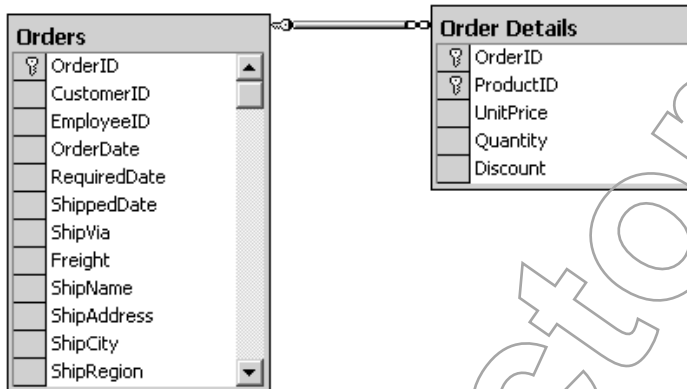 Orders
OrderID
CustomerID
EmployeeID
OrderDate
RequiredDate
ShippedDate
ShipVia
Freight
ShipName
ShipAddress
ShipCity
ShipRegion
Order Details
OrderID
ProductID
UnitPrice
Quantity
Discount